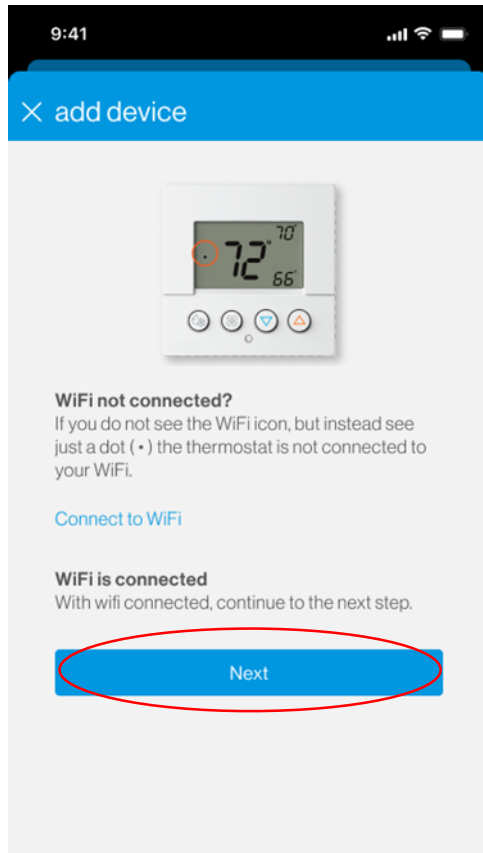 9:41
add device
70°
72°
66°
WiFi not connected?
If you do not see the WiFi icon, but instead see
just a dot ( • ) the thermostat is not connected to
your WiFi.
Connect to WiFi
WiFi is connected
With wifi connected, continue to the next step.
Next